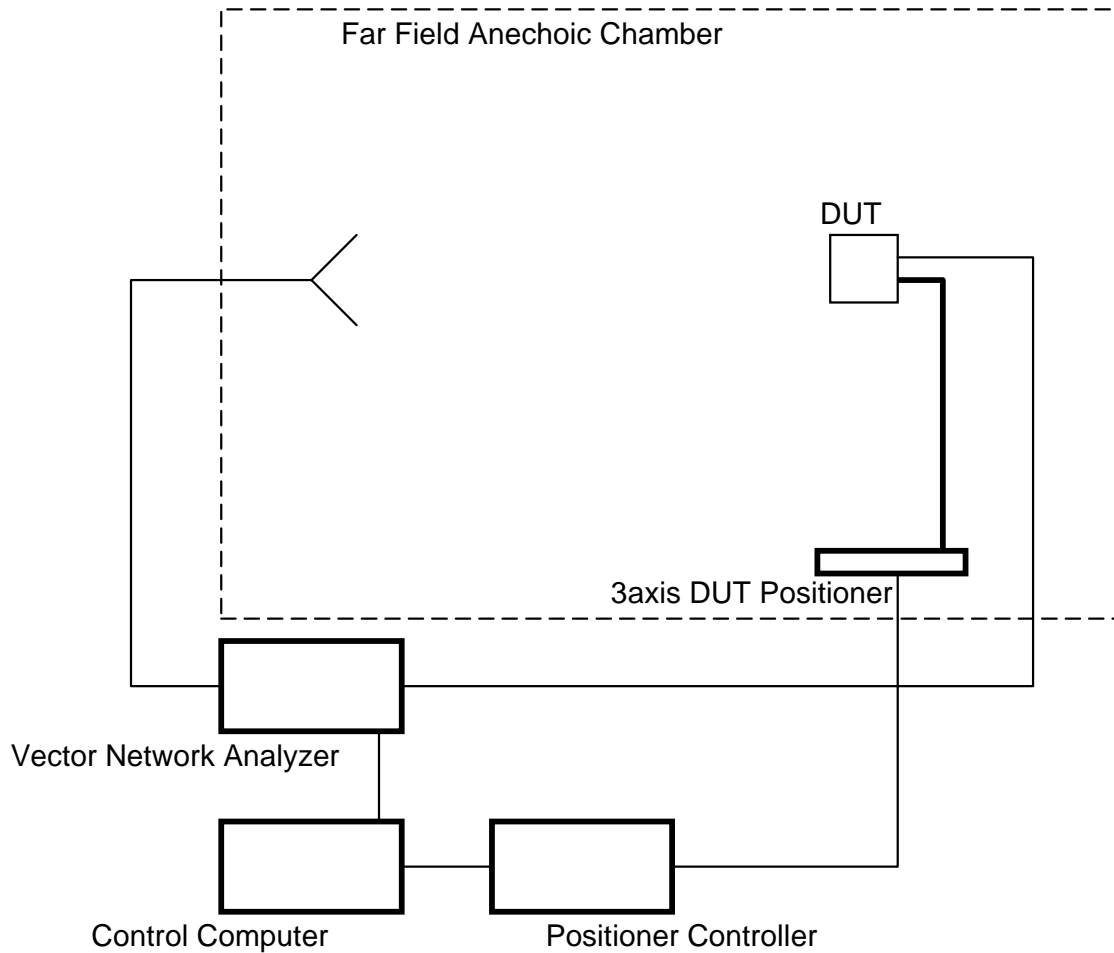 Far Field Anechoic Chamber
DUT
3axis DUT Positioner
Vector Network Analyzer
Control Computer
Positioner Controller